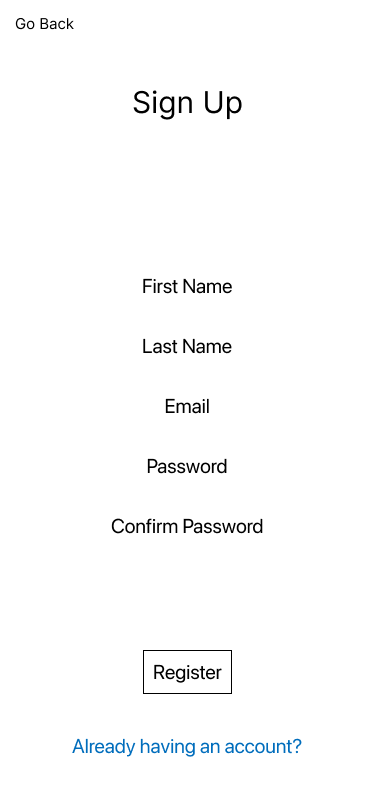 Go Back
Sign Up
First Name
Last Name
Email
Password
Confirm Password
Register
Already having an account?